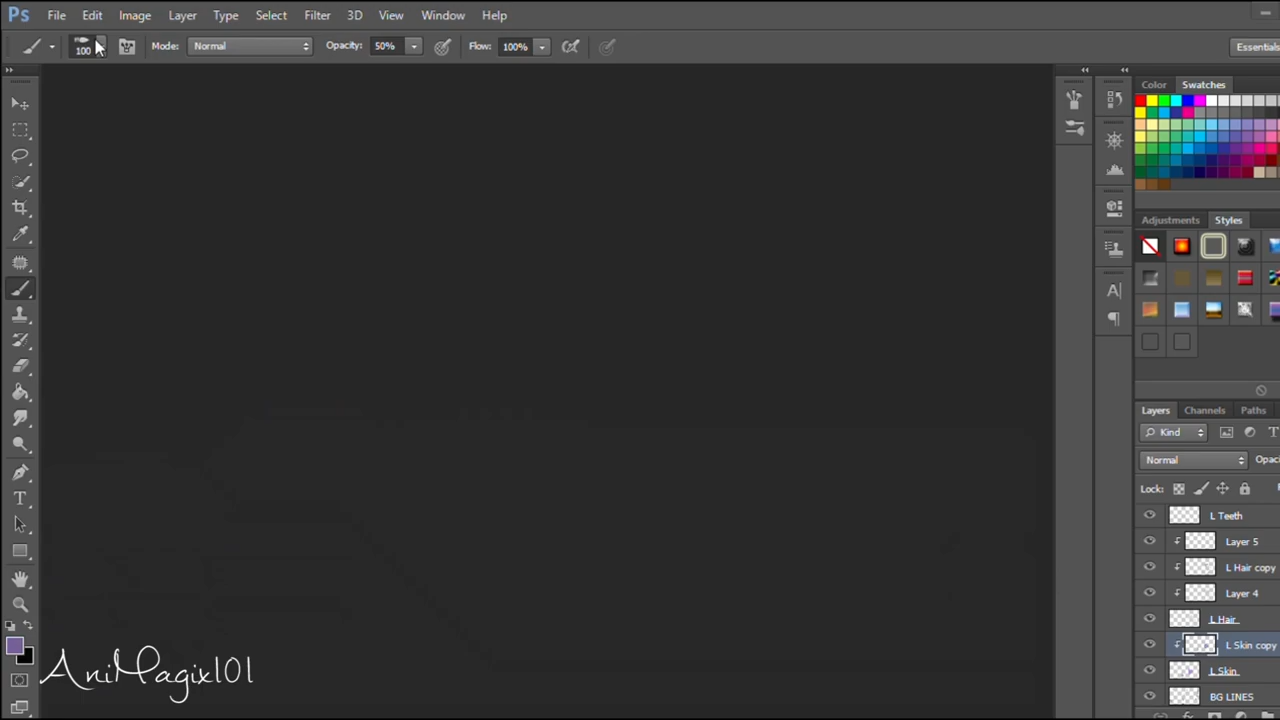 Ps File Edit Image Layer Type Select Filter 3D View Window Help
100 Mode: Normal Opacity: 50% Flow: 100% Essentials
Color Swatches
Adjustments Styles
Layers Channels Paths
Kind
Normal Opac
Lock:
L Teeth
Layer 5
L Hair copy
Layer 4
L Hair
L Skin copy
L Skin
BG LINES
AniMagix101